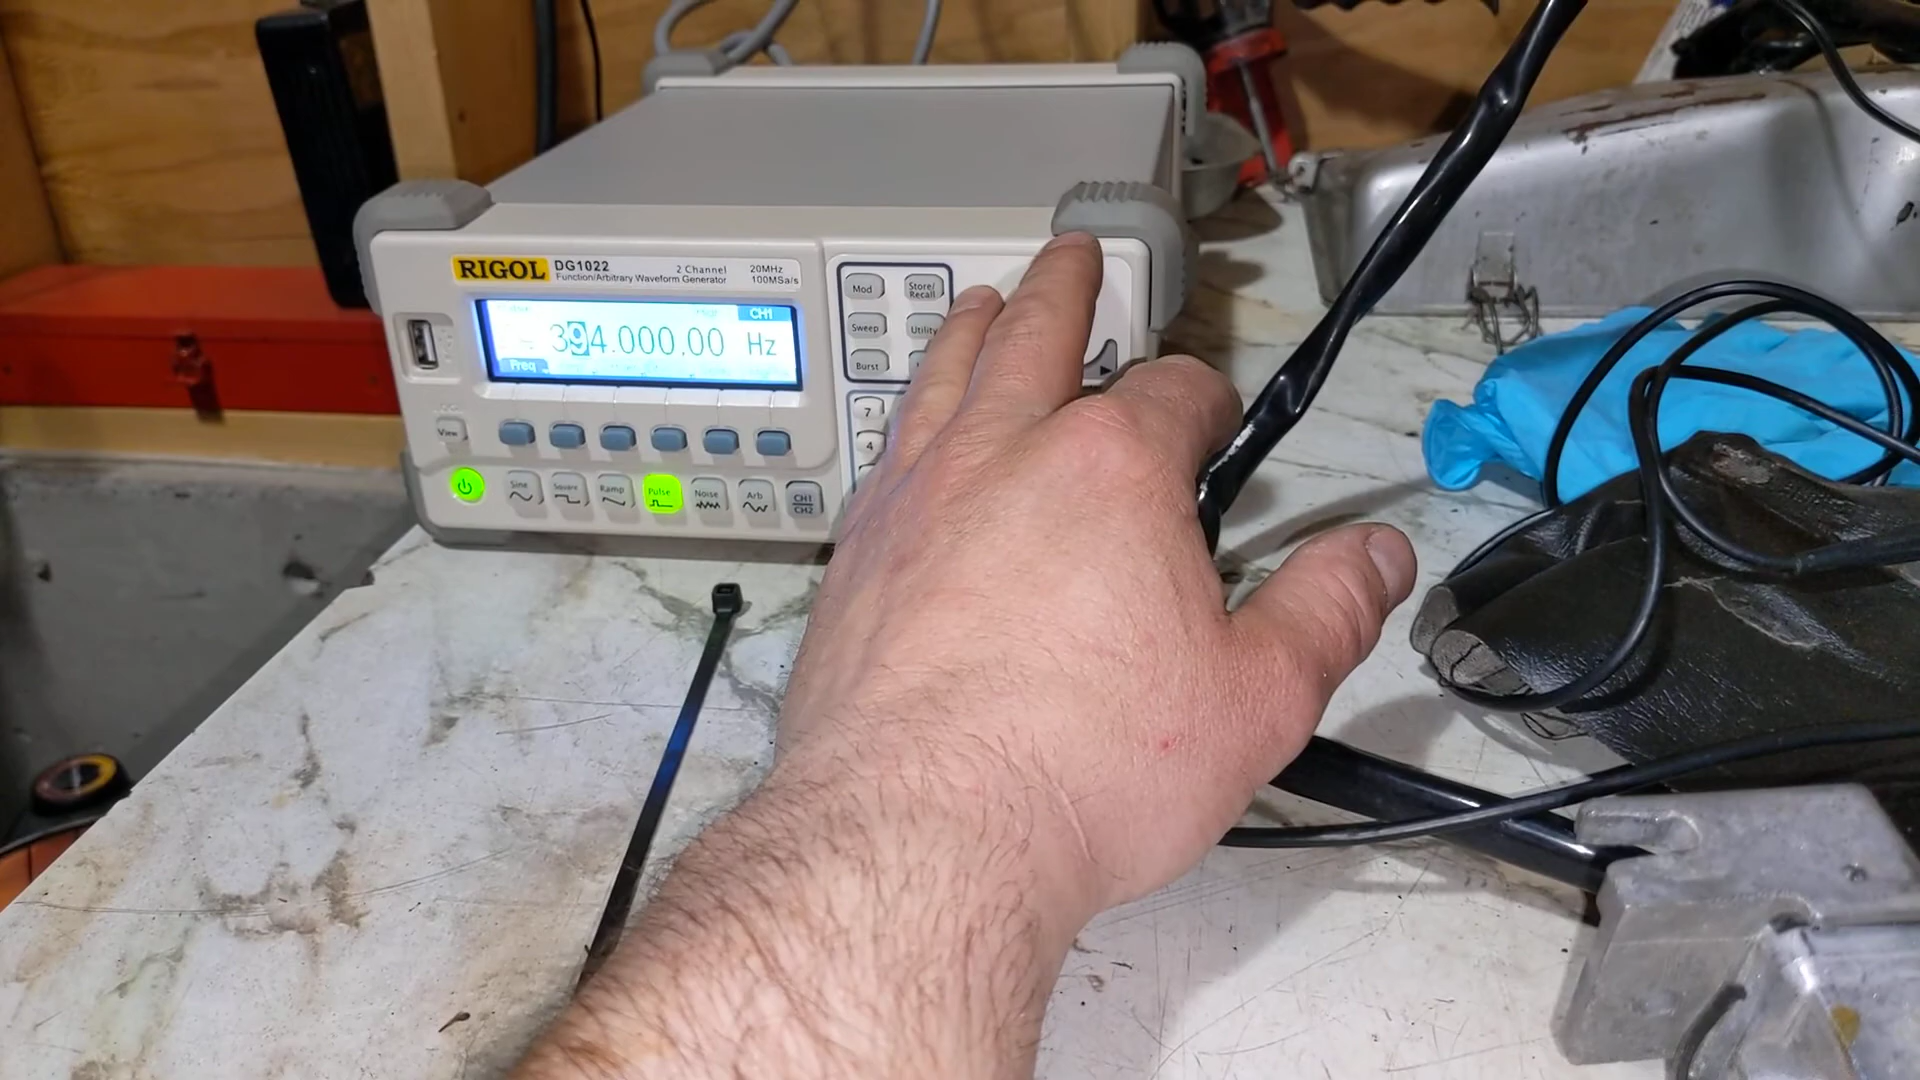 RIGOL DG1022 2 Channel 20MHz
Function/Arbitrary Waveform Generator 100MSa/s
CH1
394.000,00 Hz
Freq
View
Sine
Square
Ramp
Pulse
Noise
Arb
CH1
CH2
Mod
Store/
Recall
Sweep
Utility
Burst
7
4